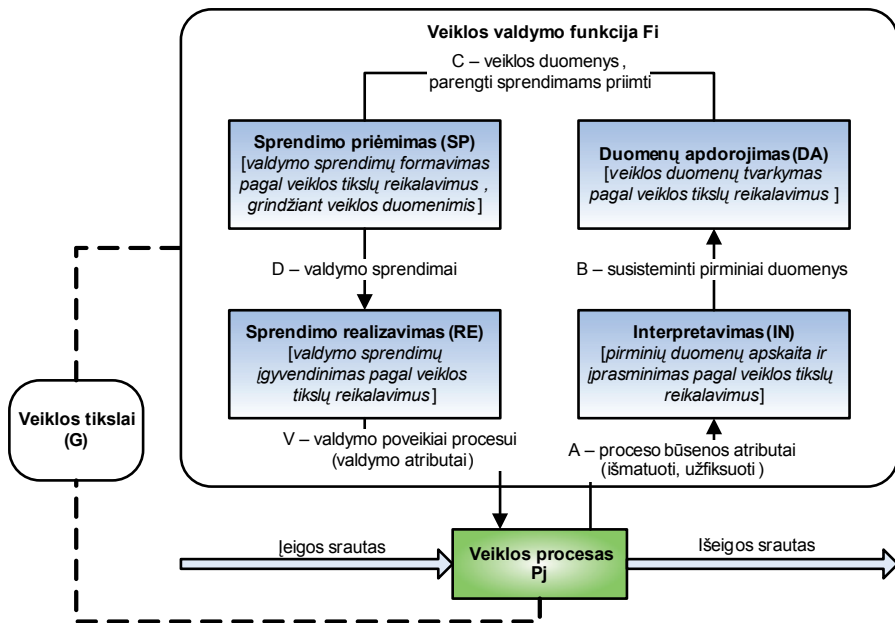 Veiklos valdymo funkcija Fi
C – veiklos duomenys ,
parengti sprendimams priimti
Sprendimo priėmimas (SP)
[valdymo sprendimų formavimas
pagal veiklos tikslų reikalavimus ,
grindžiant veiklos duomenimis ]
Duomenų apdorojimas (DA)
[veiklos duomenų tvarkymas
pagal veiklos tikslų reikalavimus ]
D – valdymo sprendimai
B – susisteminti pirminiai duomenys
Sprendimo realizavimas (RE)
[valdymo sprendimų
įgyvendinimas pagal veiklos
tikslų reikalavimus ]
Interpretavimas (IN)
[pirminių duomenų apskaita ir
įprasminimas pagal veiklos tikslų
reikalavimus]
Veiklos tikslai
(G)
V – valdymo poveikiai procesui
(valdymo atributai)
A – proceso būsenos atributai
(išmatuoti, užfiksuoti )
Įeigos srautas
Veiklos procesas
Pj
Išeigos srautas